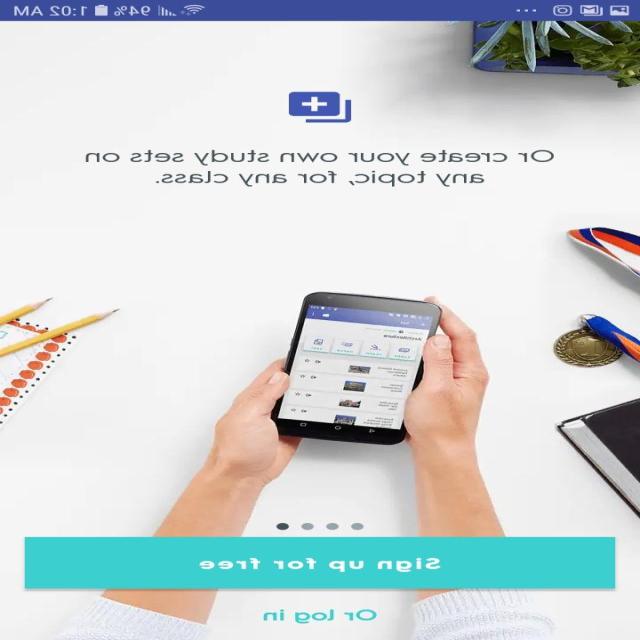 1:02 AM
94%
Or create your own study sets on
any topic, for any class.
Sign up for free
Or log in